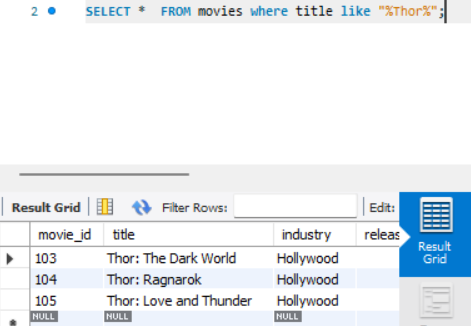 2 SELECT * FROM movies where title like "%Thor%";
Result Grid Filter Rows: Edit:
movie_id title industry releas
103 Thor: The Dark World Hollywood
104 Thor: Ragnarok Hollywood
105 Thor: Love and Thunder Hollywood
NULL NULL NULL
Result
Grid